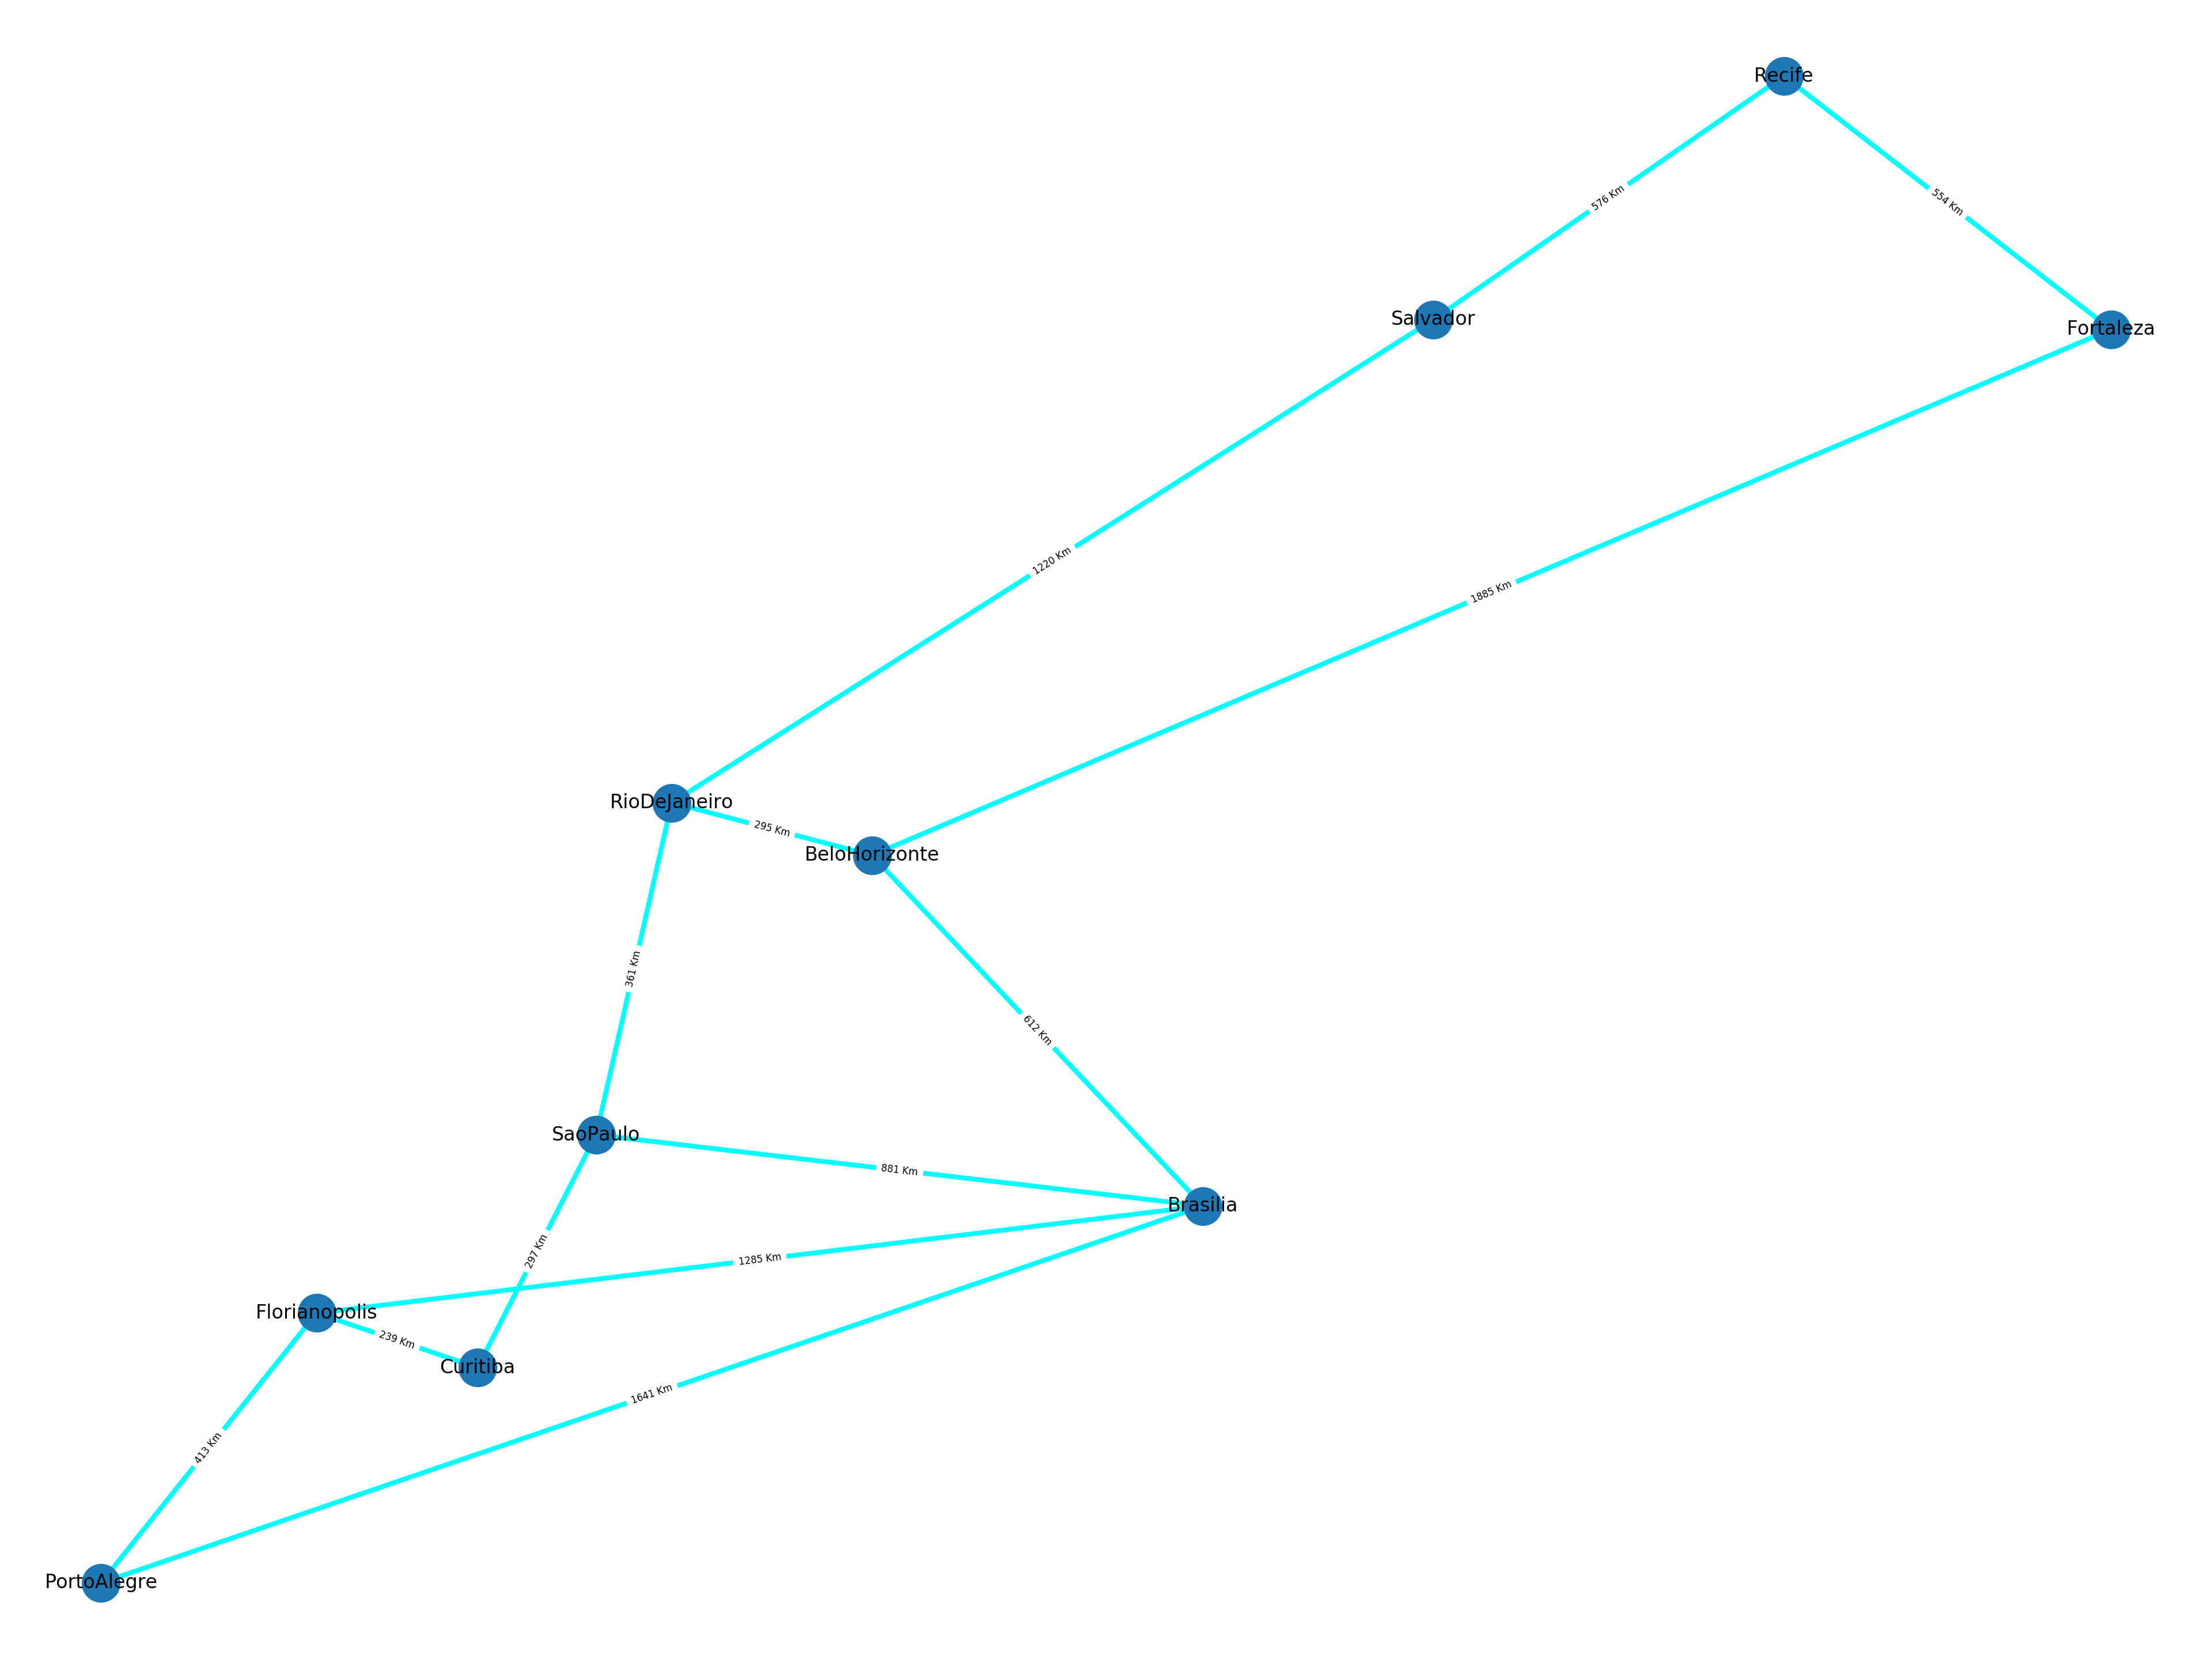 Recife
554 Km
576 Km
Salvador
Fortaleza
1220 Km
1885 Km
RioDeJaneiro
295 Km
BeloHorizonte
361 Km
612 Km
SaoPaulo
881 Km
Brasilia
297 Km
1285 Km
Florianopolis
239 Km
Curitiba
1641 Km
413 Km
PortoAlegre